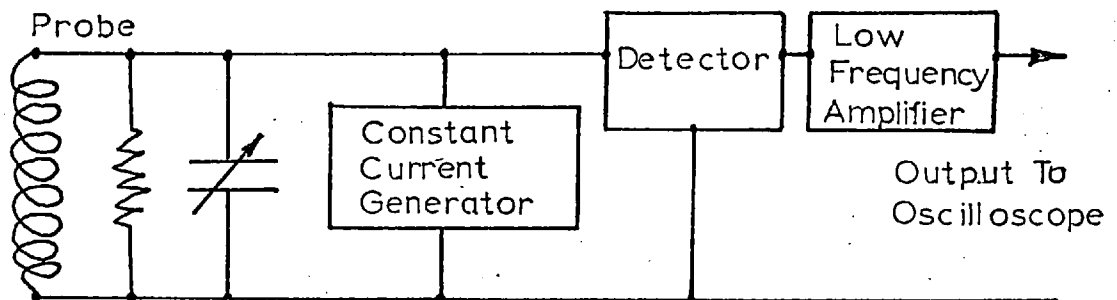 Probe
Detector
Low
Frequency
Amplifier
Constant
Current
Generator
Output To
Oscilloscope